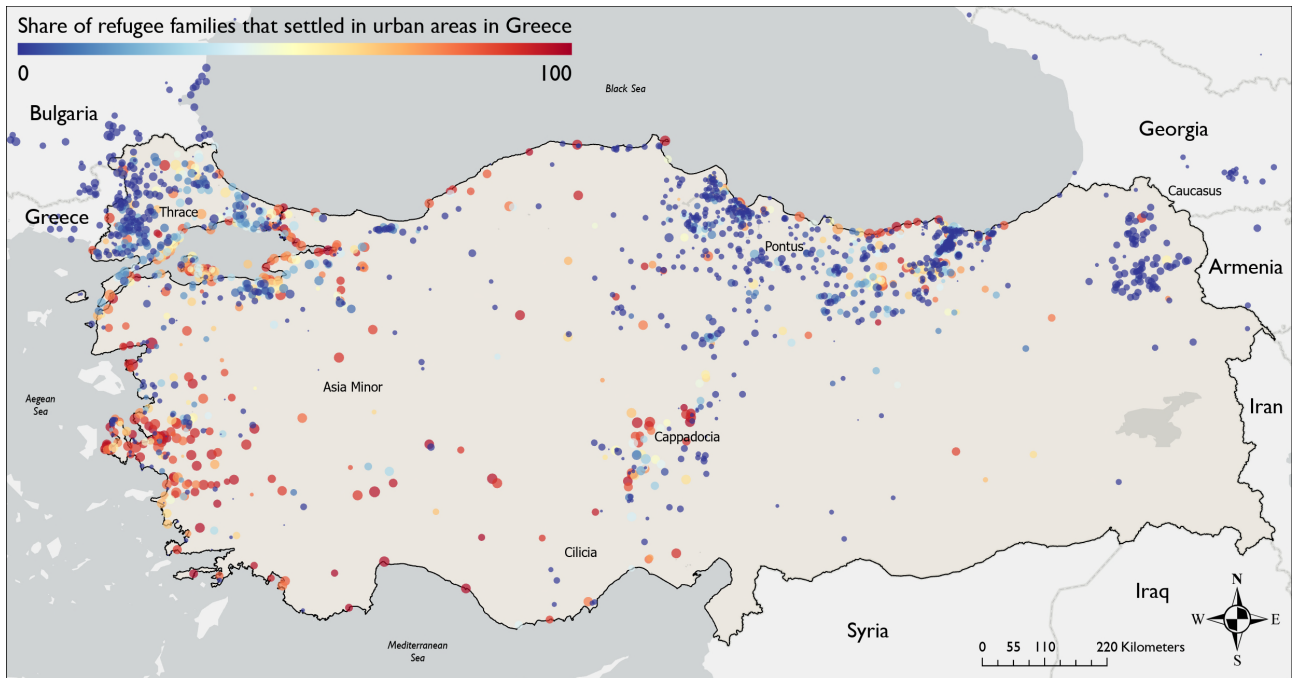 Share of refugee families that settled in urban areas in Greece
0 100
Black Sea
Bulgaria
Georgia
Caucasus
Greece
Thrace
Pontus
Armenia
Asia Minor
Aegean
Sea
Iran
Cappadocia
Cilicia
Iraq
Syria
Mediterranean
Sea
N
W E
S
0 55 110 220 Kilometers